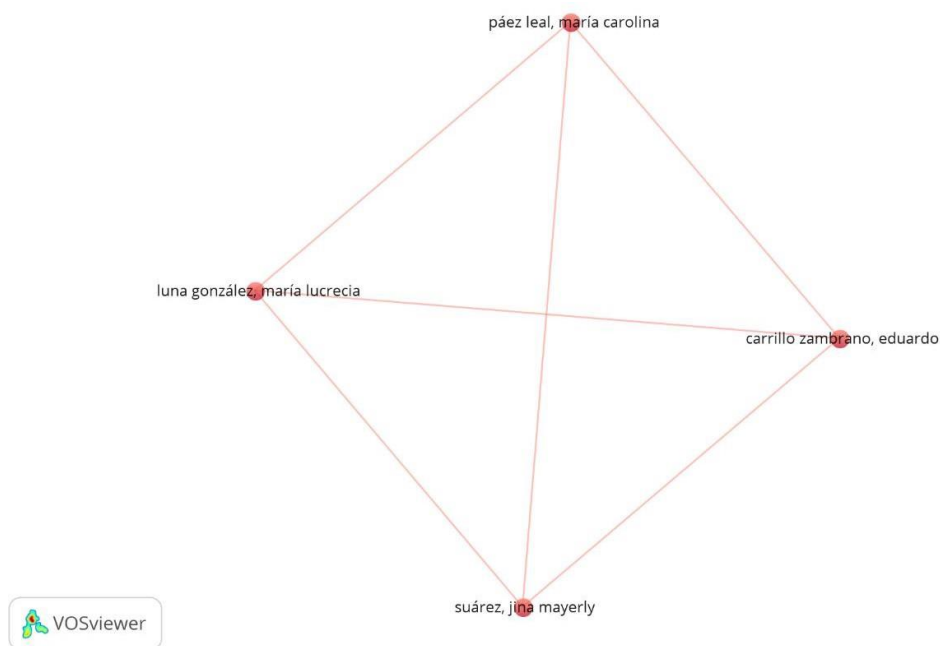 páez leal, maría carolina
luna gonzález, maría lucrecia
carrillo zambrano, eduardo
suárez, jina mayerly
VOSviewer